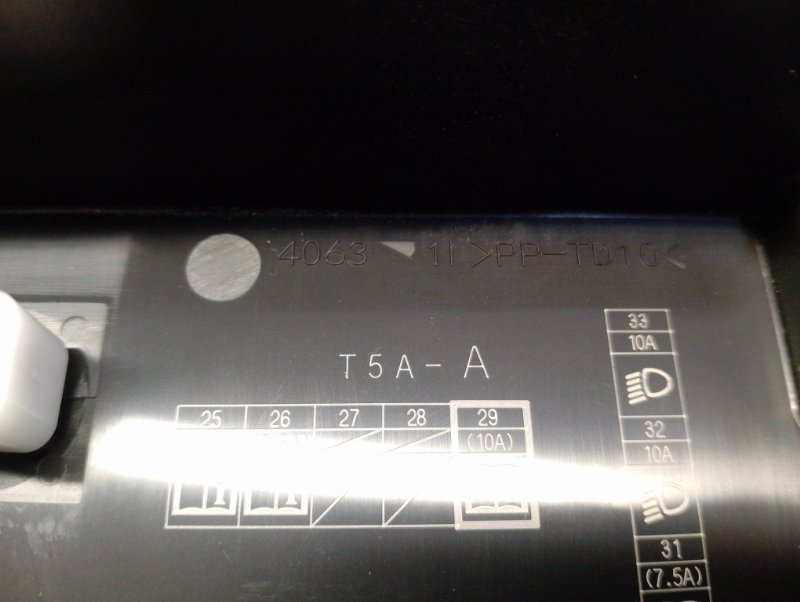 4063 11 >PP-TD10<
33
10A
T5A-A
25 26 27 28 29
(10A)
32
10A
31
(7.5A)